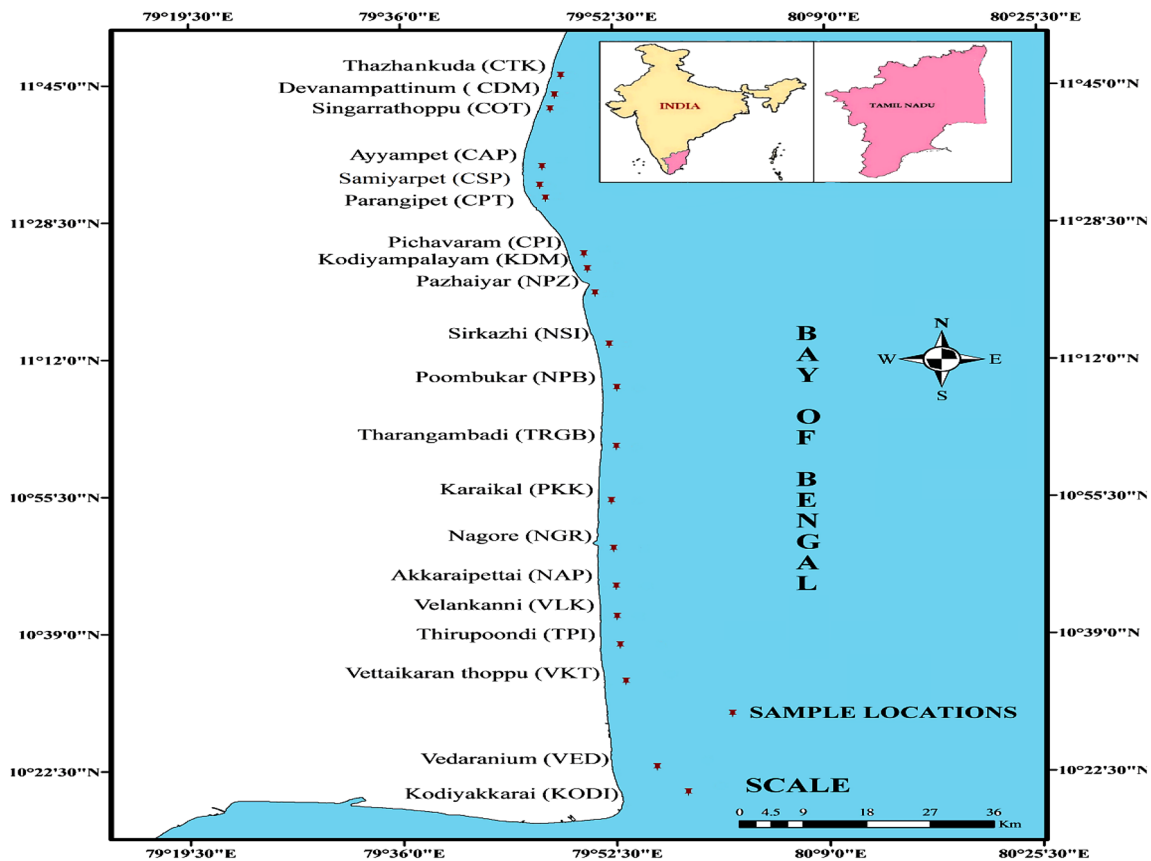 79°19'30"E 79°36'0"E 79°52'30"E 80°9'0"E 80°25'30"E
Thazhankuda (CTK)
11°45'0"N 11°45'0"N
Devanampattinum ( CDM)
Singarrathoppu (COT)
INDIA
TAMIL NADU
Ayyampet (CAP)
Samiyarpet (CSP)
Parangipet (CPT)
11°28'30"N 11°28'30"N
Pichavaram (CPI)
Kodiyampalayam (KDM)
Pazhaiyar (NPZ)
Sirkazhi (NSI)
11°12'0"N 11°12'0"N
Poombukar (NPB)
Tharangambadi (TRGB)
Karaikal (PKK)
10°55'30"N 10°55'30"N
Nagore (NGR)
Akkaraipettai (NAP)
Velankanni (VLK)
Thirupoondi (TPI)
10°39'0"N 10°39'0"N
Vettaikaran thoppu (VKT)
Vedaranium (VED)
10°22'30"N 10°22'30"N
Kodiyakkarai (KODI)
BAY OF BENGAL
N
W E
S
SAMPLE LOCATIONS
SCALE
0 4.5 9 18 27 36
Km
79°19'30"E 79°36'0"E 79°52'30"E 80°9'0"E 80°25'30"E